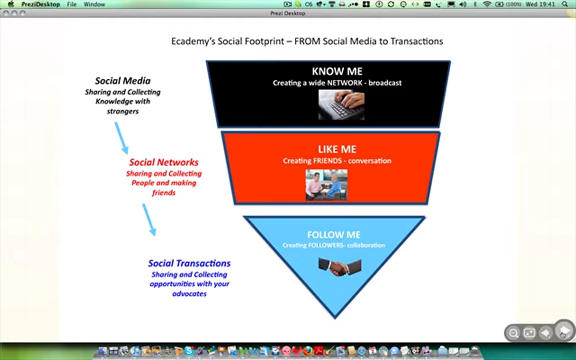 PreziDesktop File Window
(100%) Wed 19:41
Prezi Desktop
Ecademy's Social Footprint – FROM Social Media to Transactions
Social Media
Sharing and Collecting
Knowledge with
strangers
KNOW ME
Creating a wide NETWORK - broadcast
Social Networks
Sharing and Collecting
People and making
friends
LIKE ME
Creating FRIENDS - conversation
Social Transactions
Sharing and Collecting
opportunities with your
advocates
FOLLOW ME
Creating FOLLOWERS- collaboration